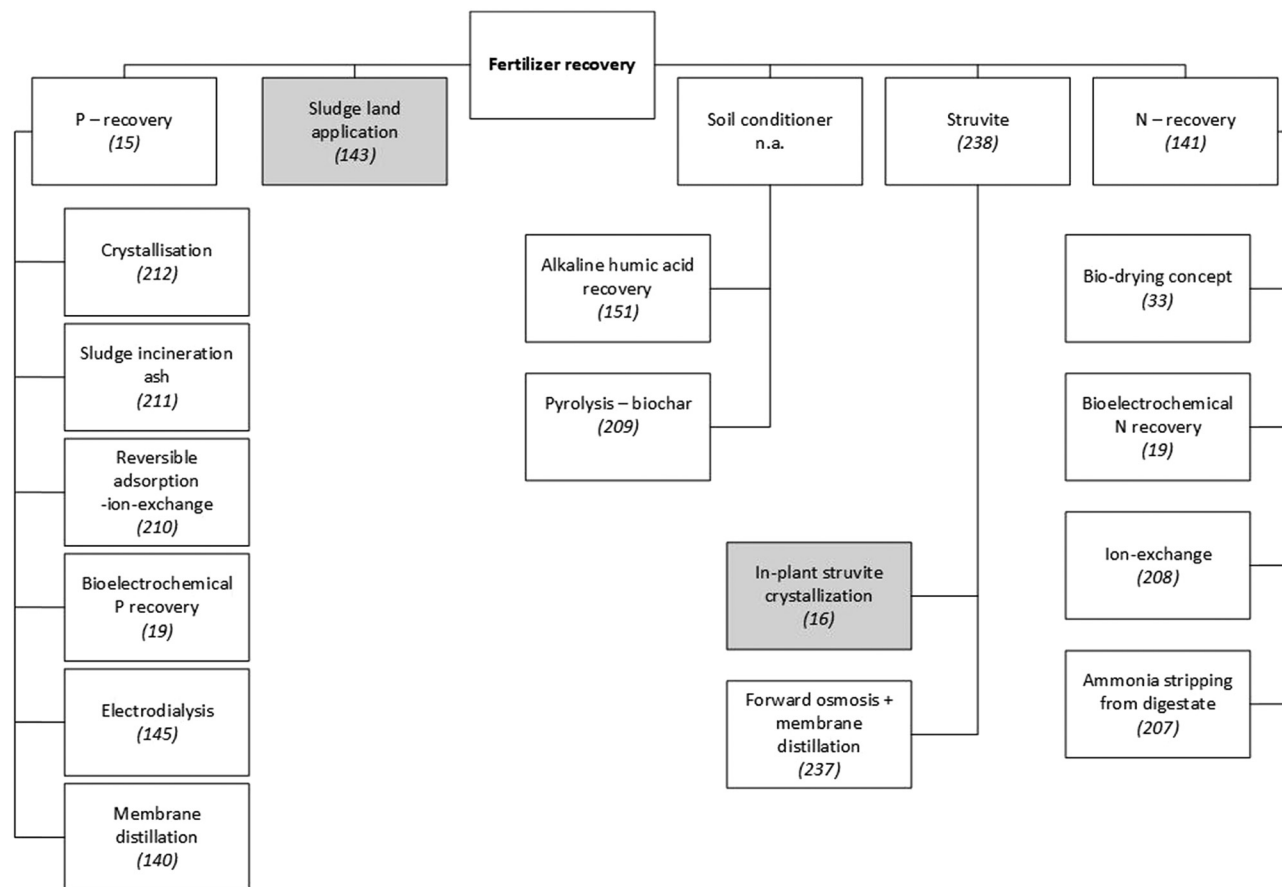 Fertilizer recovery
P – recovery
(15)
Sludge land
application
(143)
Soil conditioner
n.a.
Struvite
(238)
N – recovery
(141)
Crystallisation
(212)
Sludge incineration
ash
(211)
Reversible
adsorption
-ion-exchange
(210)
Bioelectrochemical
P recovery
(19)
Electrodialysis
(145)
Membrane
distillation
(140)
Alkaline humic acid
recovery
(151)
Pyrolysis – biochar
(209)
In-plant struvite
crystallization
(16)
Forward osmosis +
membrane
distillation
(237)
Bio-drying concept
(33)
Bioelectrochemical
N recovery
(19)
Ion-exchange
(208)
Ammonia stripping
from digestate
(207)